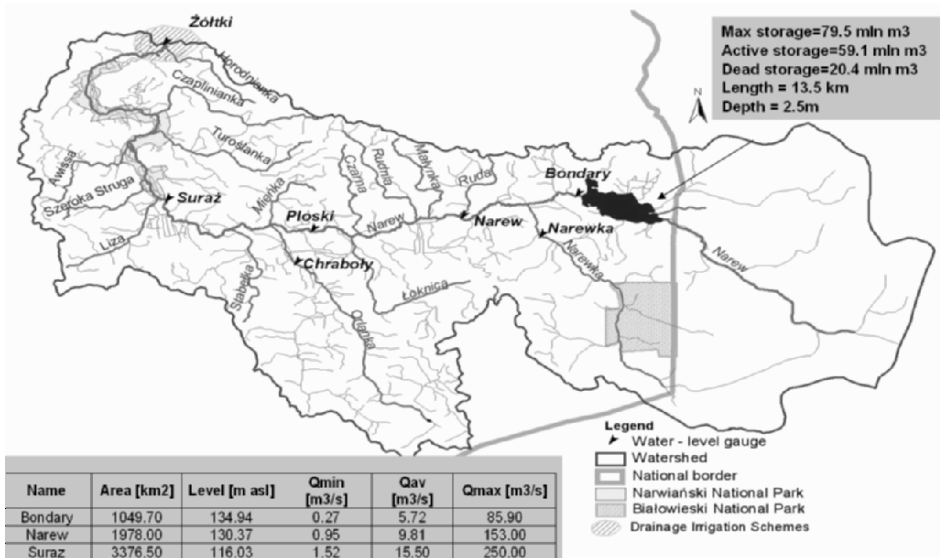 Żółtki
Horodnianka
Czaplinianka
Turoślanka
Awissa
Szeroka Struga
Suraż
Liza
Mieńka
Ploski
Chraboły
Stabelka
Orlanka
Czarna
Rudnia
Małynka
Ruda
Narew
Narew
Łoknica
Bondary
Narewka
Narewka
Narew
N
Max storage=79.5 mln m3
Active storage=59.1 mln m3
Dead storage=20.4 mln m3
Length = 13.5 km
Depth = 2.5m
Legend
Water - level gauge
Watershed
National border
Narwiański National Park
Białowieski National Park
Drainage Irrigation Schemes
Name Area [km2] Level [m asl] Qmin [m3/s] Qav [m3/s] Qmax [m3/s]
Bondary 1049.70 134.94 0.27 5.72 85.90
Narew 1978.00 130.37 0.95 9.81 153.00
Suraz 3376.50 116.03 1.52 15.50 250.00